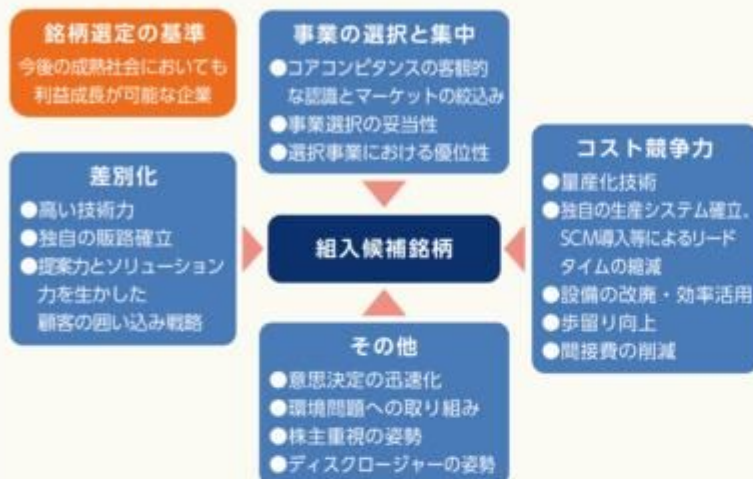 銘柄選定の基準
今後の成熟社会においても
利益成長が可能な企業
事業の選択と集中
●コアコンピタンスの客観的
な認識とマーケットの絞込み
●事業選択の妥当性
●選択事業における優位性
差別化
●高い技術力
●独自の販路確立
●提案力とソリューション
力を生かした
顧客の囲い込み戦略
組入候補銘柄
コスト競争力
●量産化技術
●独自の生産システム確立、
SCM導入等によるリード
タイムの縮減
●設備の改廃・効率活用
●歩留り向上
●間接費の削減
その他
●意思決定の迅速化
●環境問題への取り組み
●株主重視の姿勢
●ディスクロージャーの姿勢